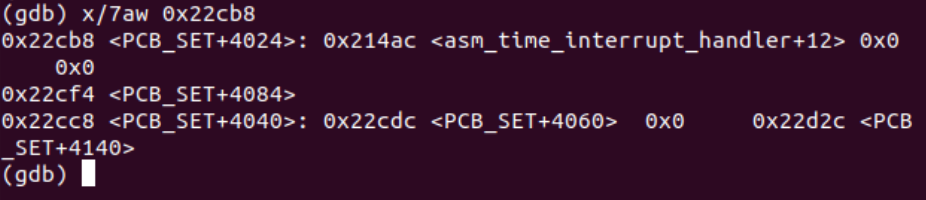 (gdb) x/7aw 0x22cb8
0x22cb8 <PCB_SET+4024>: 0x214ac <asm_time_interrupt_handler+12> 0x0
    0x0
0x22cf4 <PCB_SET+4084>
0x22cc8 <PCB_SET+4040>: 0x22cdc <PCB_SET+4060>  0x0     0x22d2c <PCB
_SET+4140>
(gdb)